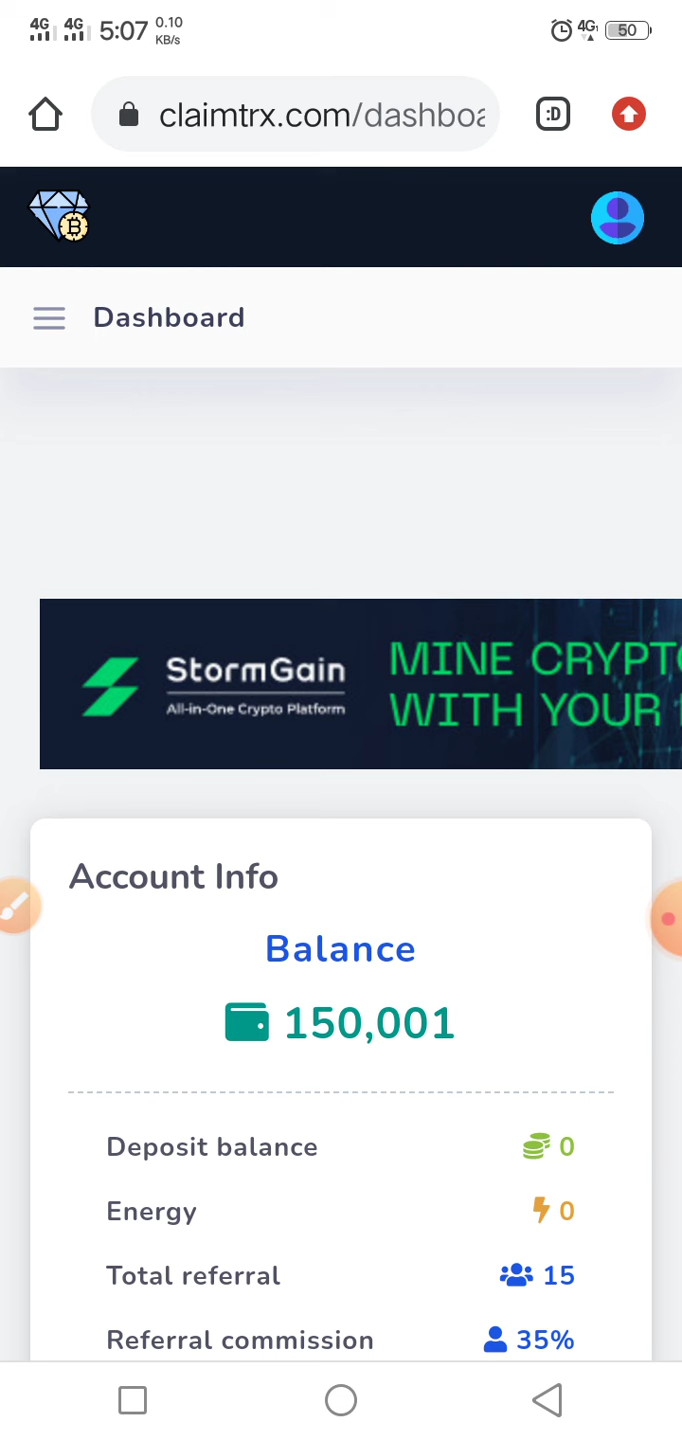 4G 4G 5:07 0.10 KB/s 4G 50
claimtrx.com/dashboa
:D
Dashboard
StormGain
All-in-One Crypto Platform
MINE CRYPT
WITH YOUR
Account Info
Balance
150,001
Deposit balance 0
Energy 0
Total referral 15
Referral commission 35%